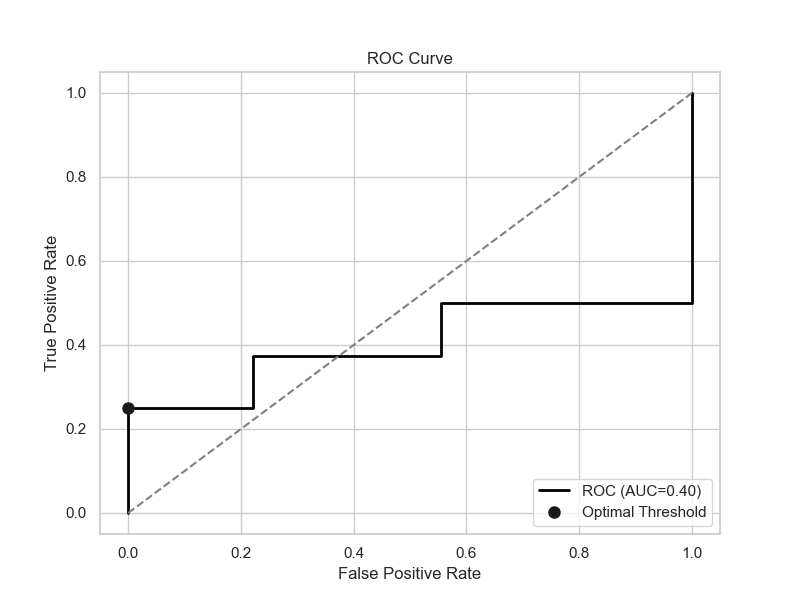 ROC Curve
True Positive Rate
1.0
0.8
0.6
0.4
0.2
0.0
0.0 0.2 0.4 0.6 0.8 1.0
False Positive Rate
ROC (AUC=0.40)
Optimal Threshold